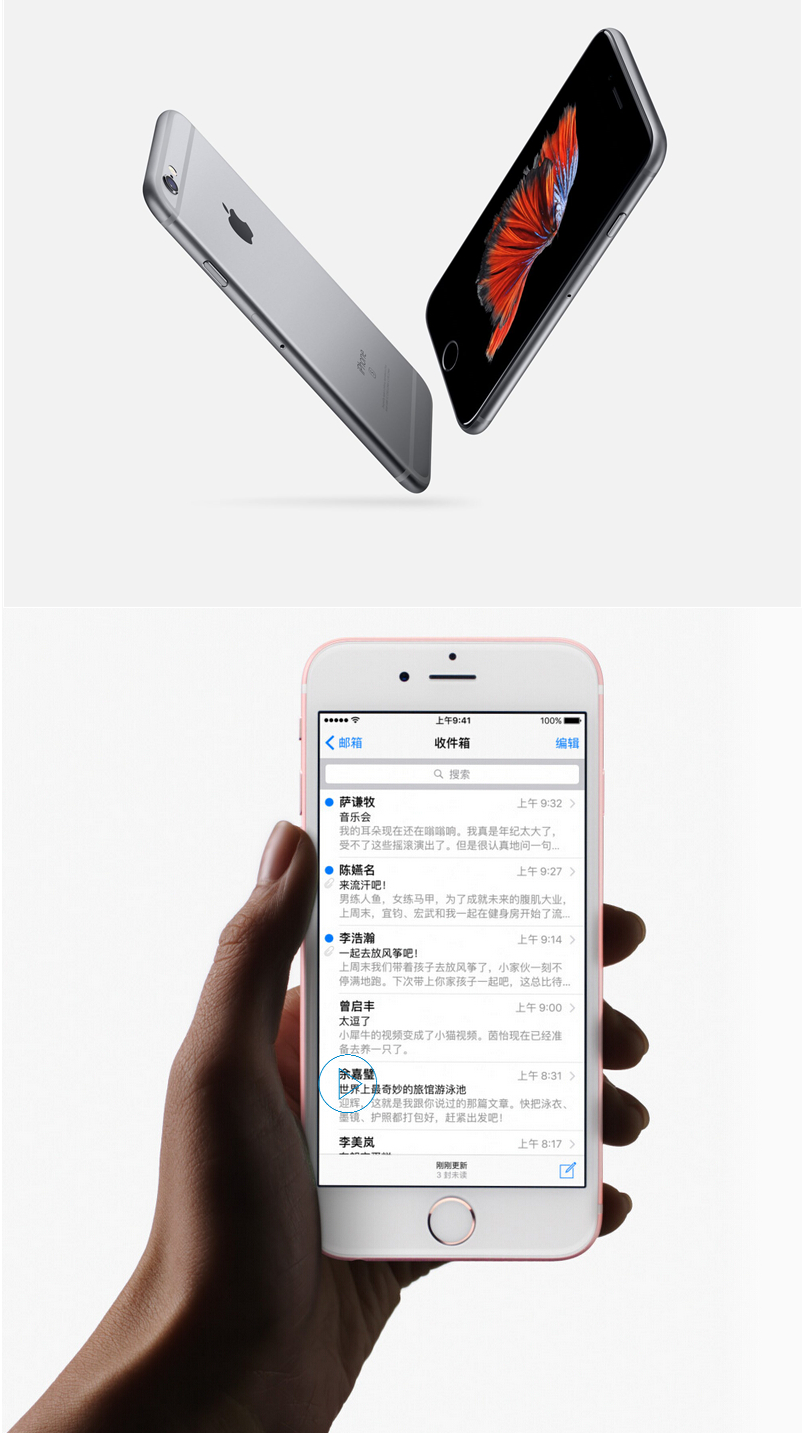 iPhone
上午9:41
100%
邮箱
收件箱
编辑
搜索
萨谦牧
上午 9:32
音乐会
我的耳朵现在还在嗡嗡响。我真是年纪太大了，
受不了这些摇滚演出了。但是很认真地问一句...
陈嬿名
上午 9:27
来流汗吧！
男练人鱼，女练马甲，为了成就未来的腹肌大业，
上周末，宜钧、宏武和我一起在健身房开始了流...
李浩瀚
上午 9:14
一起去放风筝吧！
上周末我们带着孩子去放风筝了，小家伙一刻不
停满地跑。下次带上你家孩子一起吧，这总比待...
曾启丰
上午 9:00
太逗了
小犀牛的视频变成了小猫视频。茵怡现在已经准
备去养一只了。
余嘉璧
上午 8:31
世界上最奇妙的旅馆游泳池
迎辉，这就是我跟你说过的那篇文章。快把泳衣、
墨镜、护照都打包好，赶紧出发吧！
李美岚
上午 8:17
刚刚更新
3 封未读